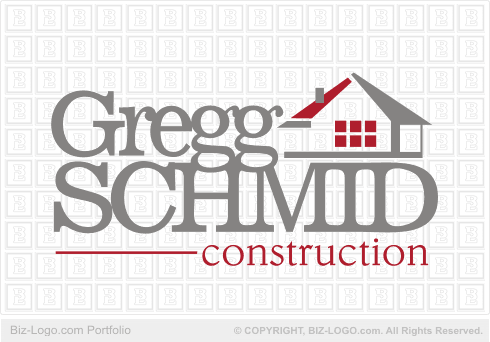 Gregg
SCHMID
construction
Biz-Logo.com Portfolio
© COPYRIGHT, BIZ-LOGO.com. All Rights Reserved.